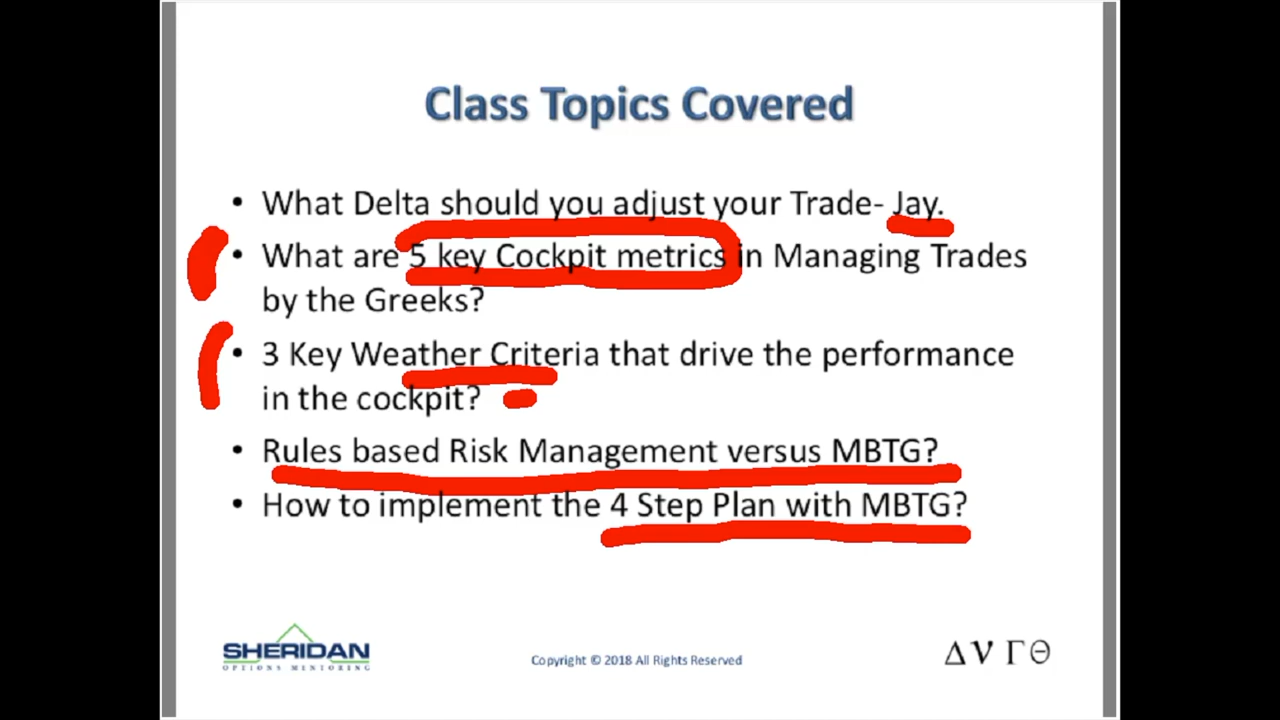 Class Topics Covered
• What Delta should you adjust your Trade- Jay.
• What are 5 key Cockpit metrics in Managing Trades
by the Greeks?
• 3 Key Weather Criteria that drive the performance
in the cockpit?
• Rules based Risk Management versus MBTG?
• How to implement the 4 Step Plan with MBTG?
SHERIDAN
OPTIONS MENTORING
Copyright © 2018 All Rights Reserved
Δ ν Γ Θ